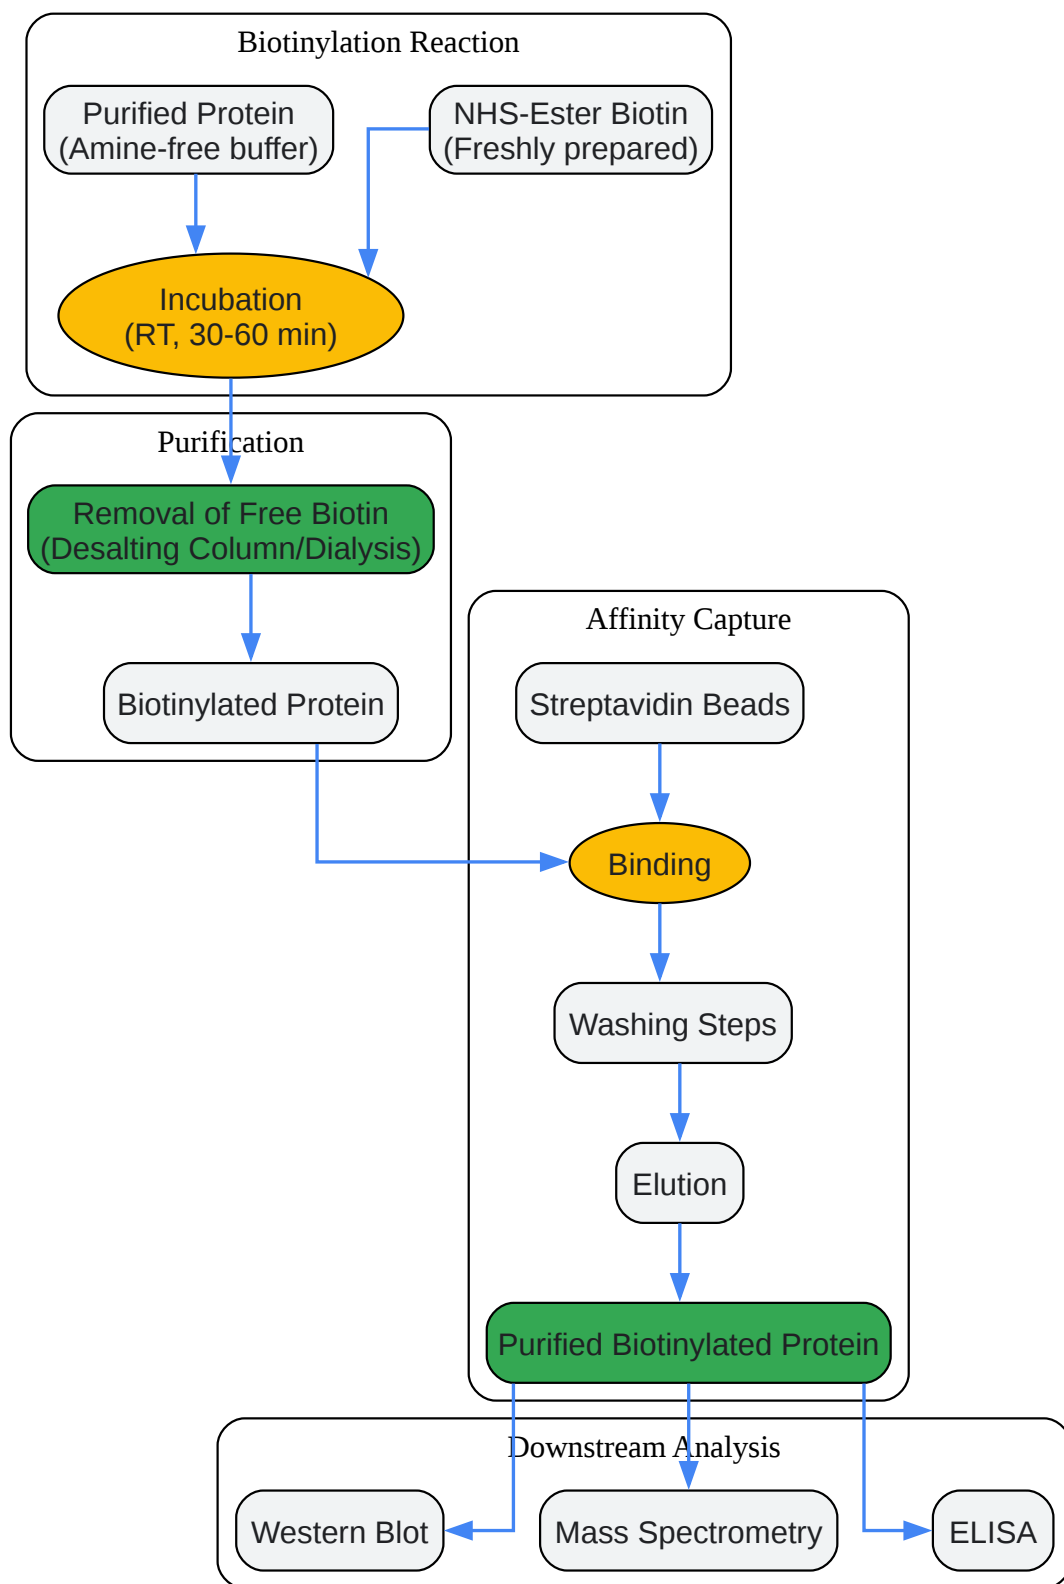 Biotinylation Reaction
Purified Protein
(Amine-free buffer)
NHS-Ester Biotin
(Freshly prepared)
Incubation
(RT, 30-60 min)
Purification
Removal of Free Biotin
(Desalting Column/Dialysis)
Biotinylated Protein
Affinity Capture
Streptavidin Beads
Binding
Washing Steps
Elution
Purified Biotinylated Protein
Downstream Analysis
Western Blot
Mass Spectrometry
ELISA